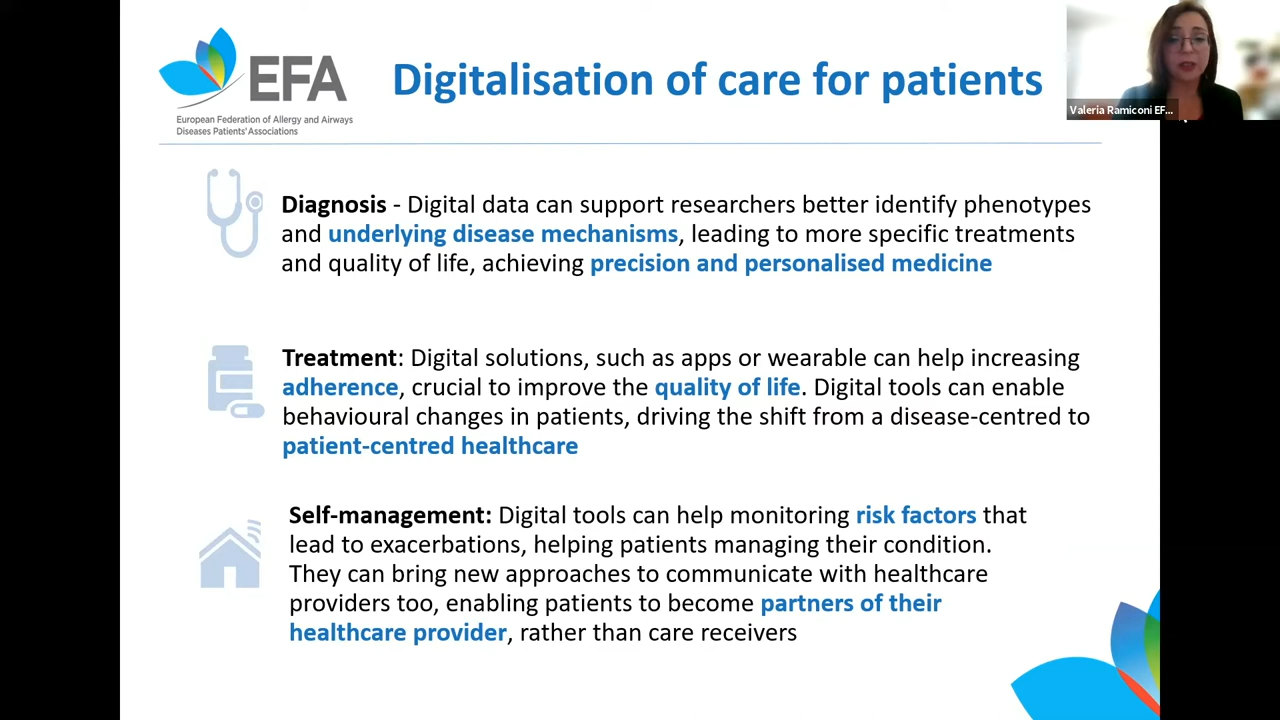 EFA
European Federation of Allergy and Airways
Diseases Patients' Associations
Digitalisation of care for patients
Valeria Ramiconi EF...
Diagnosis - Digital data can support researchers better identify phenotypes
and underlying disease mechanisms, leading to more specific treatments
and quality of life, achieving precision and personalised medicine
Treatment: Digital solutions, such as apps or wearable can help increasing
adherence, crucial to improve the quality of life. Digital tools can enable
behavioural changes in patients, driving the shift from a disease-centred to
patient-centred healthcare
Self-management: Digital tools can help monitoring risk factors that
lead to exacerbations, helping patients managing their condition.
They can bring new approaches to communicate with healthcare
providers too, enabling patients to become partners of their
healthcare provider, rather than care receivers